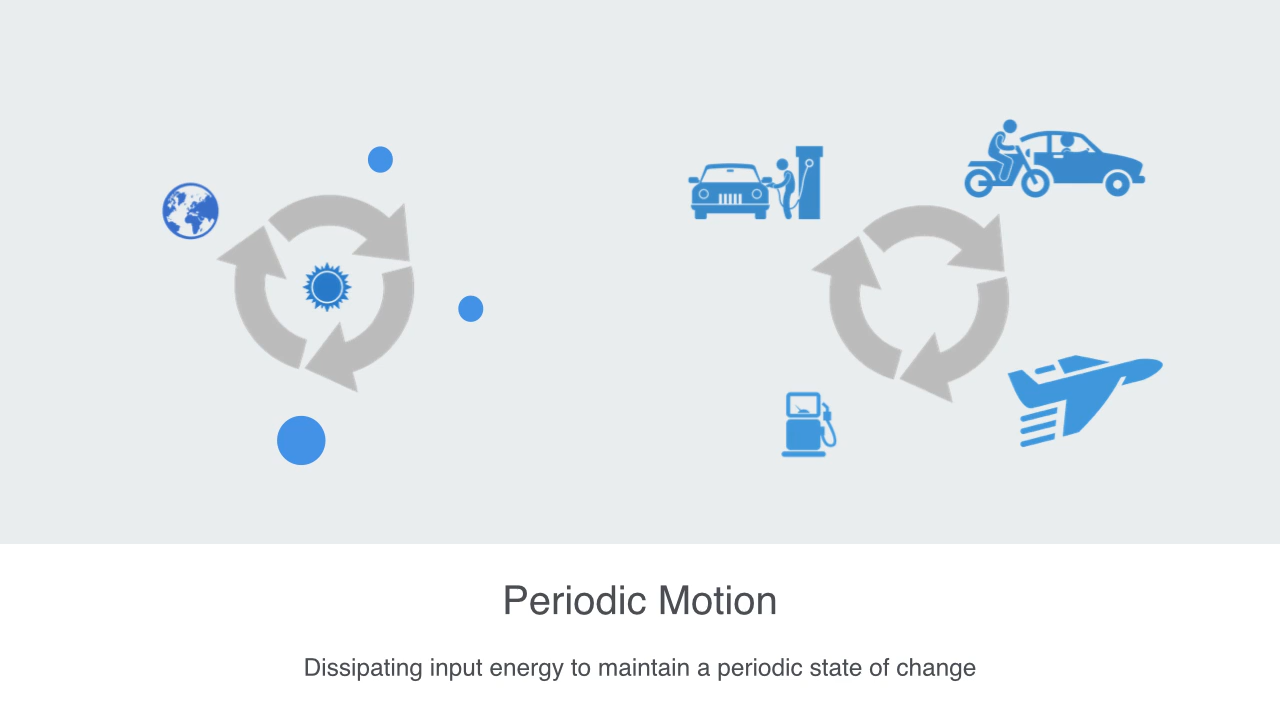 Periodic Motion
Dissipating input energy to maintain a periodic state of change